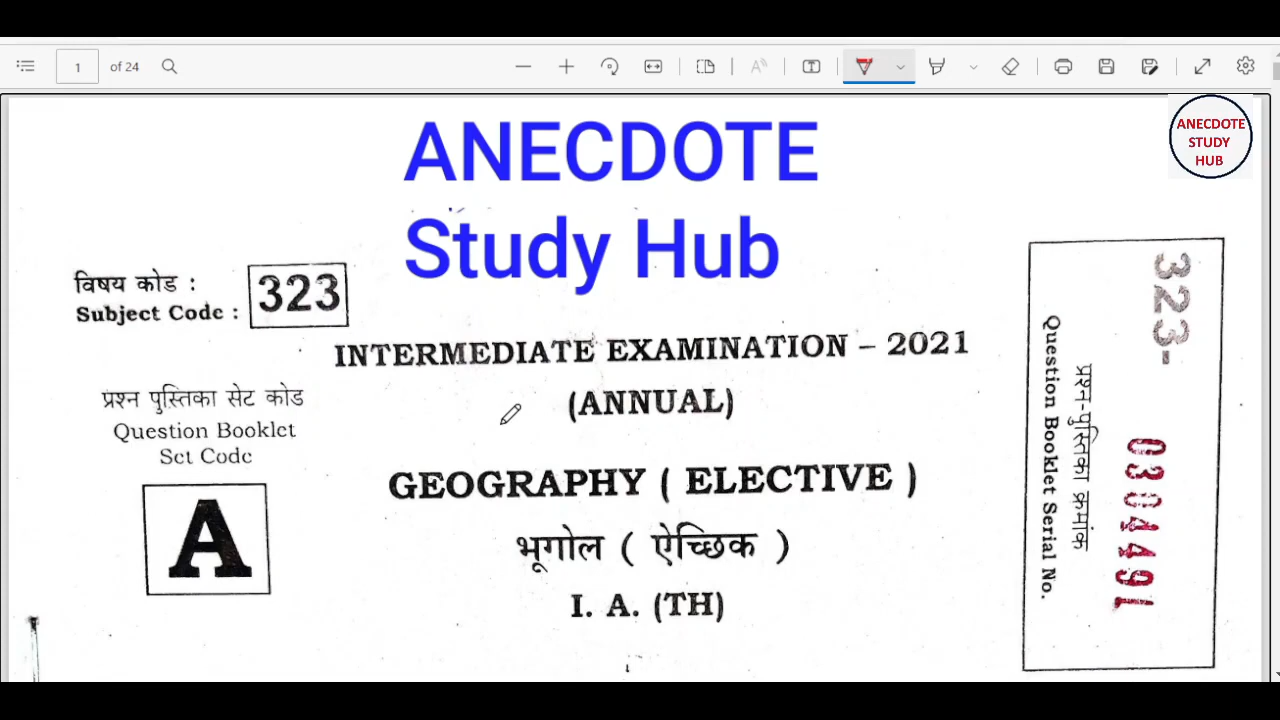 1 of 24
ANECDOTE
STUDY
HUB
ANECDOTE
Study Hub
विषय कोड :
Subject Code :
323
INTERMEDIATE EXAMINATION – 2021
(ANNUAL)
प्रश्न पुस्तिका सेट कोड
Question Booklet
Set Code
A
GEOGRAPHY ( ELECTIVE )
भूगोल ( ऐच्छिक )
I. A. (TH)
323-
0304491
प्रश्न-पुस्तिका क्रमांक
Question Booklet Serial No.